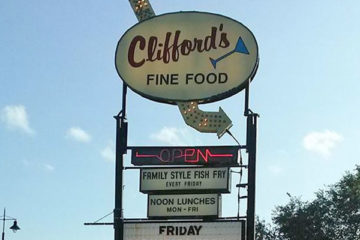 Clifford's
FINE FOOD
OPEN
FAMILY STYLE FISH FRY
EVERY FRIDAY
NOON LUNCHES
MON - FRI
FRIDAY